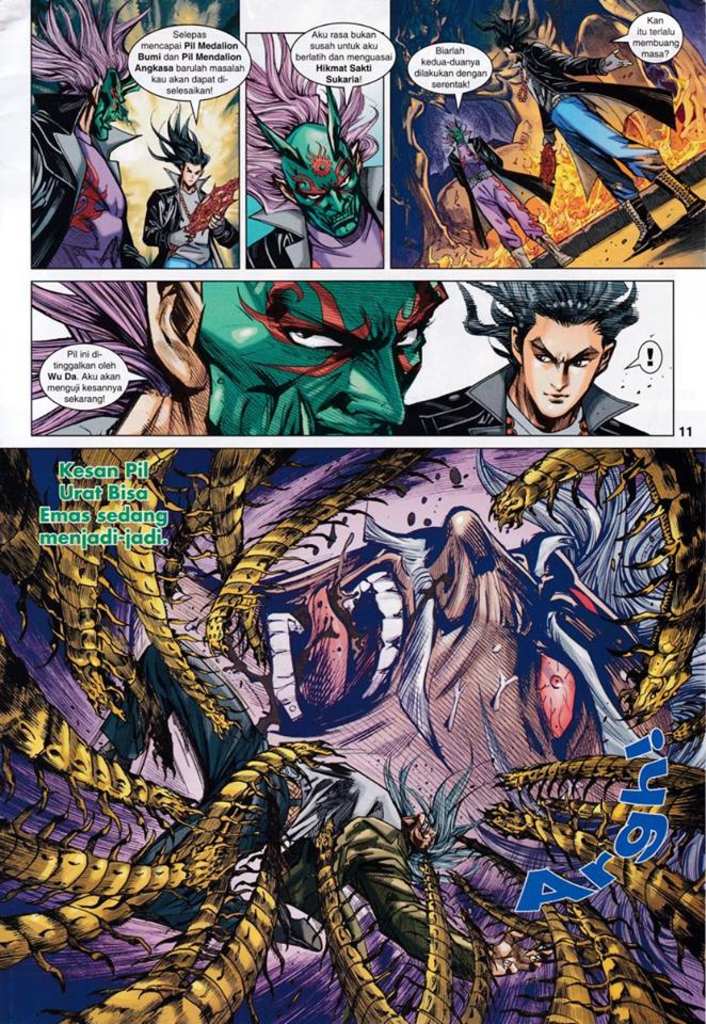 Selepas
mencapai Pil Medalion
Bumi dan Pil Mendalion
Angkasa barulah masalah
kau akan dapat di-
selesaikan!
Aku rasa bukan
susah untuk aku
berlatih dan menguasai
Hikmat Sakti
Sukaria!
Biarlah
kedua-duanya
dilakukan dengan
serentak!
Kan
itu terlalu
membuang
masa?
Pil ini di-
tinggalkan oleh
Wu Da. Aku akan
menguji kesannya
sekarang!
!
11
Kesan Pil
Urat Bisa
Emas sedang
menjadi-jadi.
Argh!